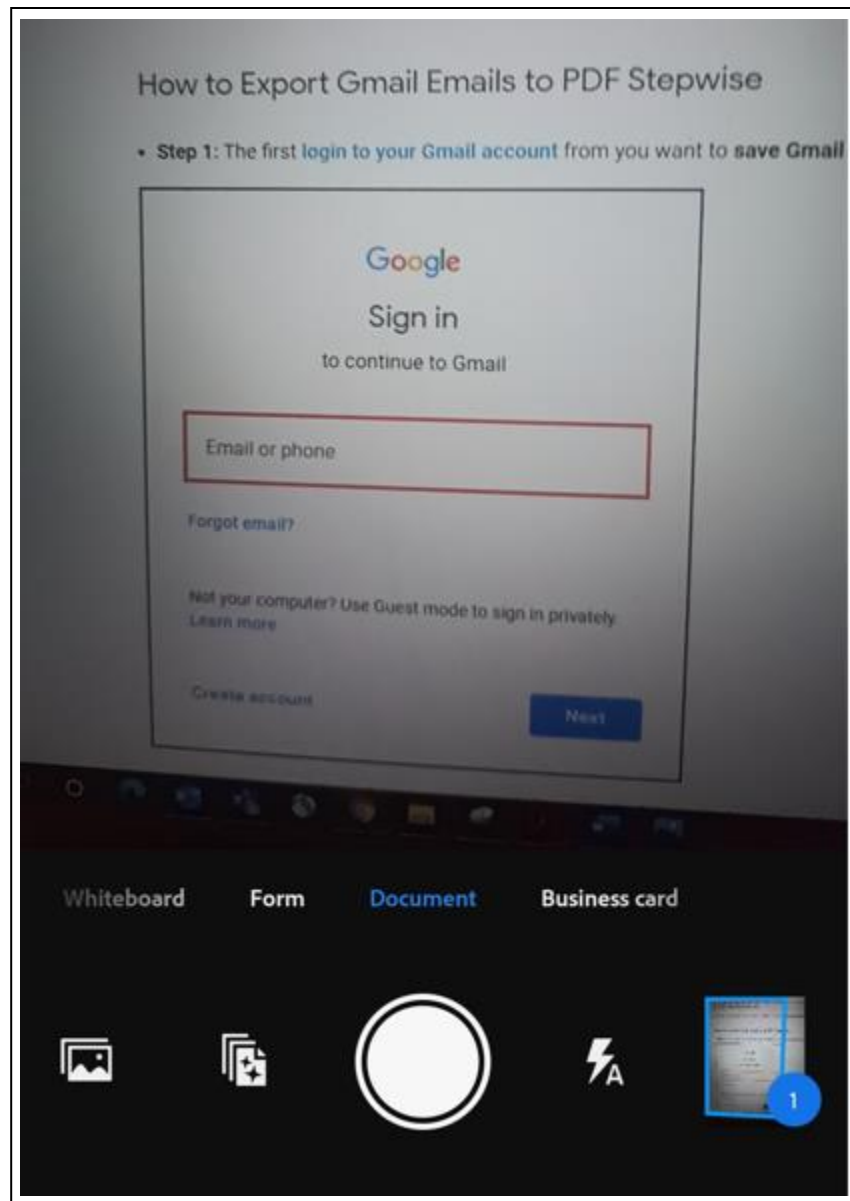 How to Export Gmail Emails to PDF Stepwise
• Step 1: The first login to your Gmail account from you want to save Gmail
Google
Sign in
to continue to Gmail
Email or phone
Forgot email?
Not your computer? Use Guest mode to sign in privately.
Learn more
Create account
Next
Whiteboard
Form
Document
Business card
A
1